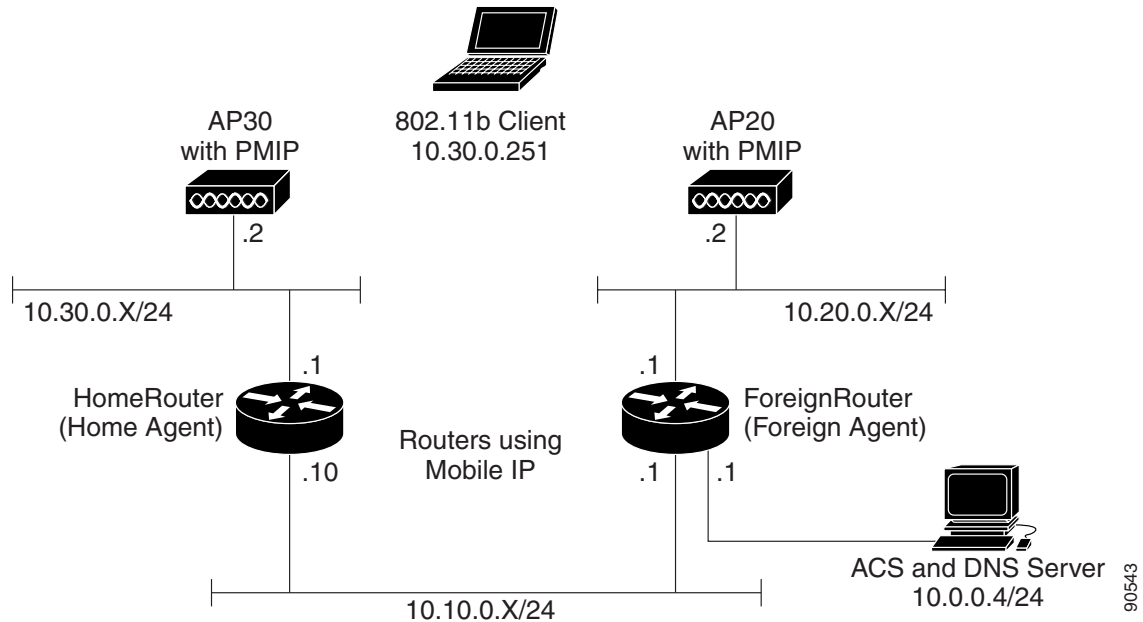 AP30
with PMIP
802.11b Client
10.30.0.251
AP20
with PMIP
.2
.2
10.30.0.X/24
10.20.0.X/24
.1
.1
HomeRouter
(Home Agent)
ForeignRouter
(Foreign Agent)
Routers using
Mobile IP
.10
.1
.1
ACS and DNS Server
10.0.0.4/24
10.10.0.X/24
90543